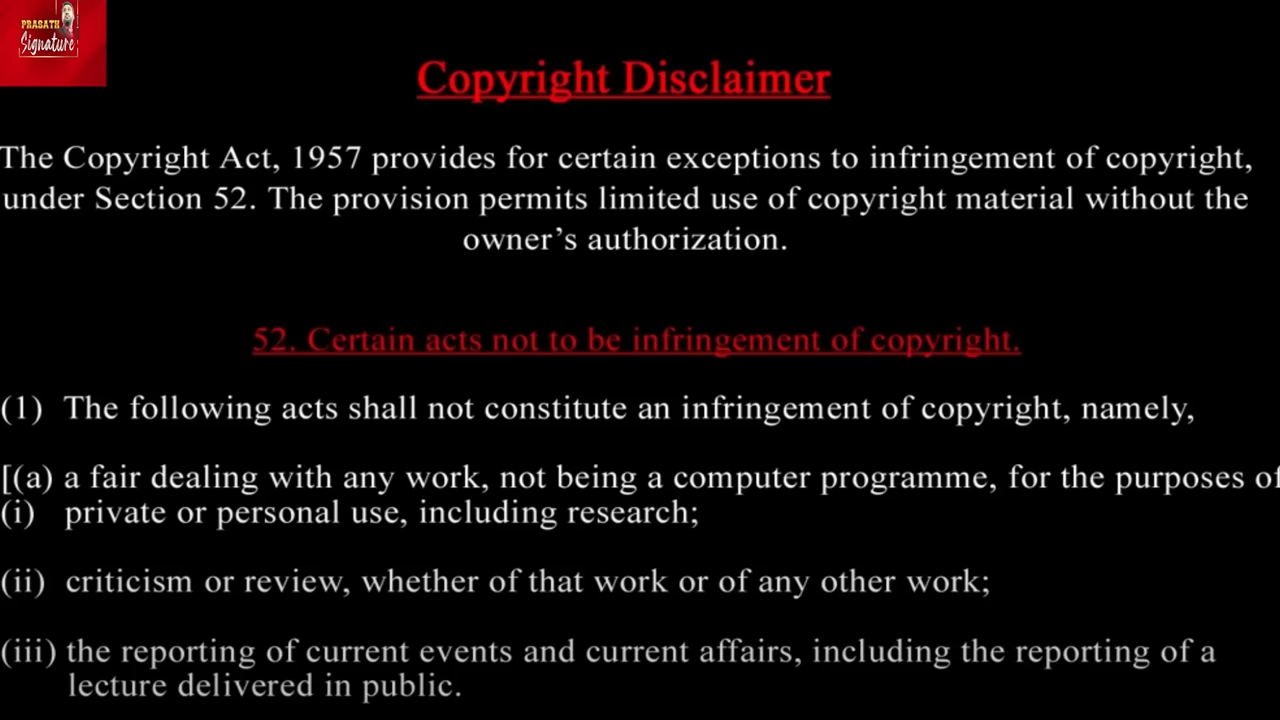 PRASATH
Signature
Copyright Disclaimer
The Copyright Act, 1957 provides for certain exceptions to infringement of copyright,
under Section 52. The provision permits limited use of copyright material without the
owner’s authorization.
52. Certain acts not to be infringement of copyright.
(1) The following acts shall not constitute an infringement of copyright, namely,
[(a) a fair dealing with any work, not being a computer programme, for the purposes of
(i) private or personal use, including research;
(ii) criticism or review, whether of that work or of any other work;
(iii) the reporting of current events and current affairs, including the reporting of a
lecture delivered in public.